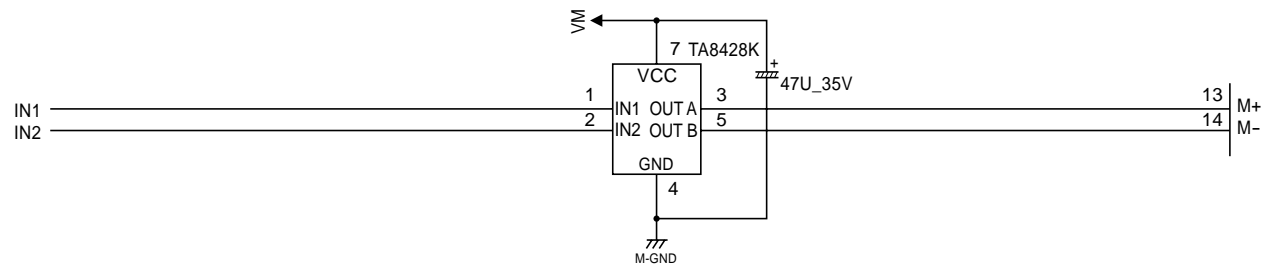 VM
7 TA8428K
VCC
47U_35V
IN1 1 IN1 OUT A 3 13 M+
IN2 2 IN2 OUT B 5 14 M-
GND
4
M-GND